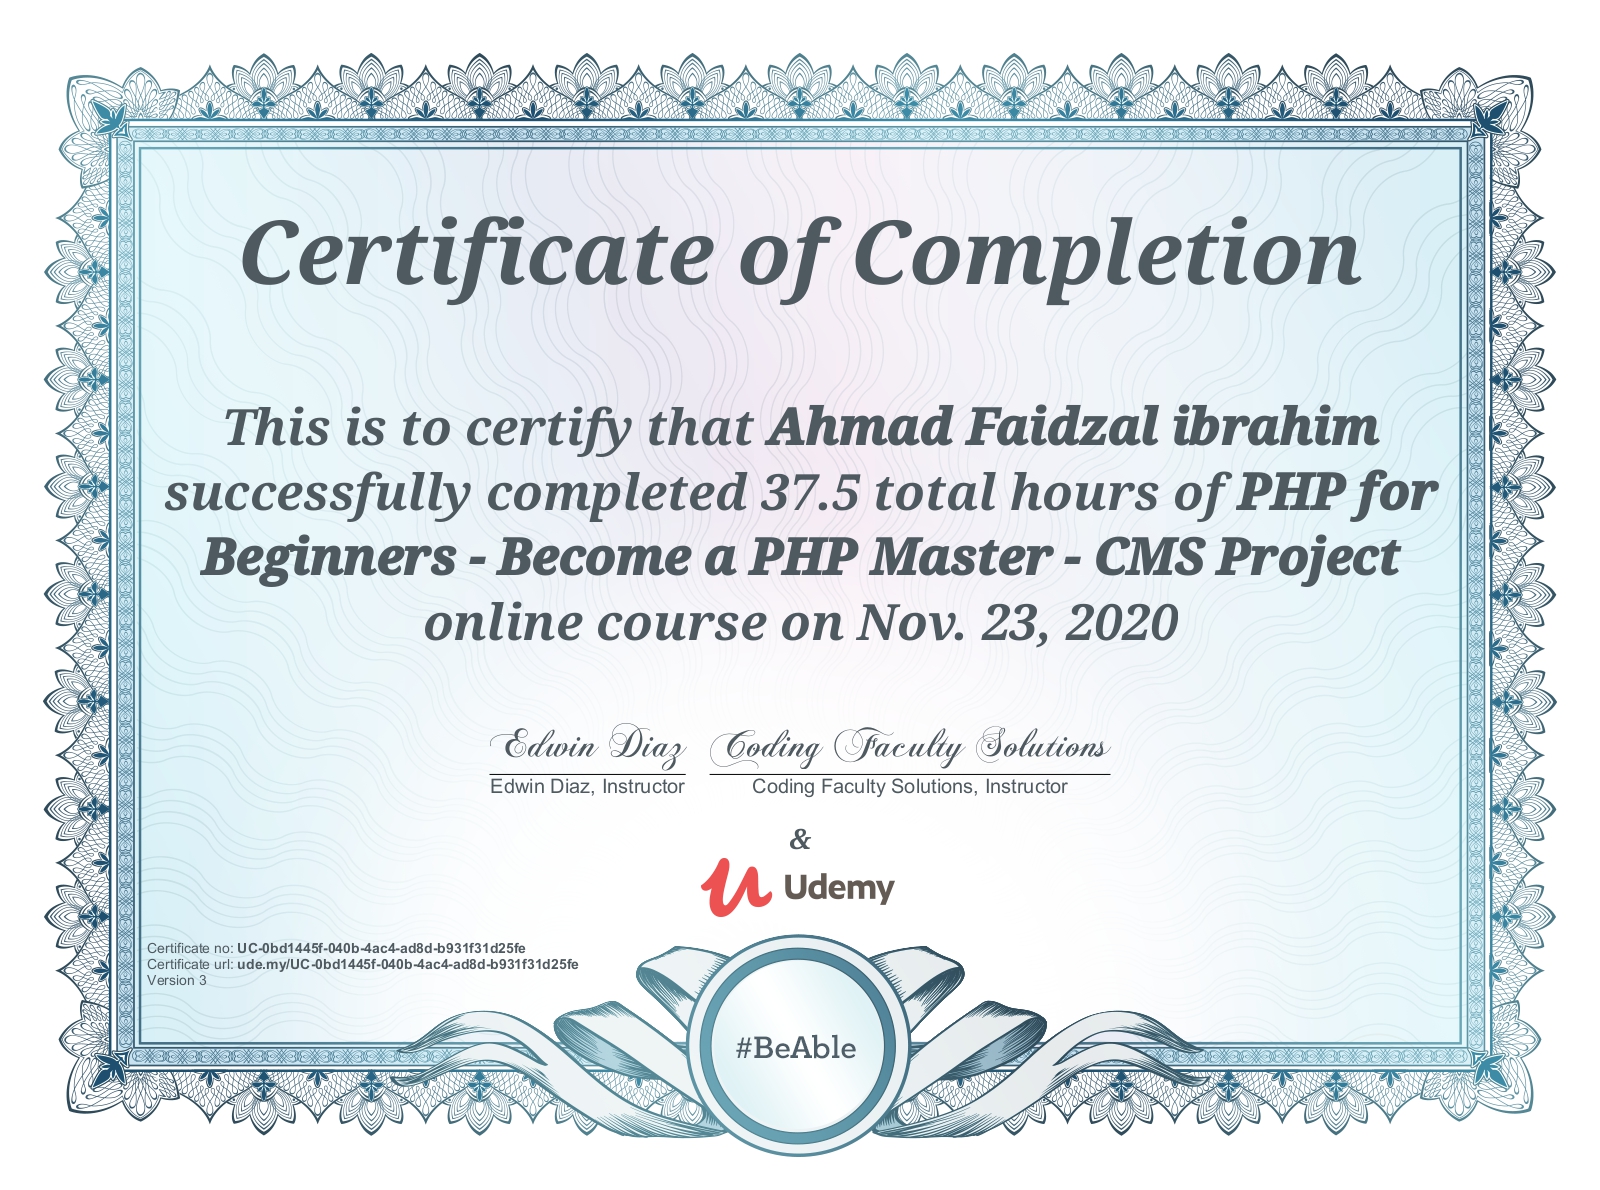 Certificate of Completion
This is to certify that Ahmad Faidzal ibrahim
successfully completed 37.5 total hours of PHP for
Beginners - Become a PHP Master - CMS Project
online course on Nov. 23, 2020
Edwin Diaz Coding Faculty Solutions
Edwin Diaz, Instructor Coding Faculty Solutions, Instructor
&
Udemy
Certificate no: UC-0bd1445f-040b-4ac4-ad8d-b931f31d25fe
Certificate url: ude.my/UC-0bd1445f-040b-4ac4-ad8d-b931f31d25fe
Version 3
#BeAble